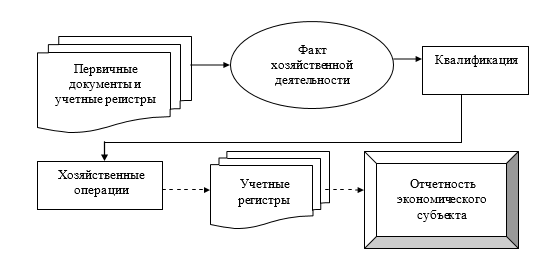 Первичные
документы и
учетные регистры
Факт
хозяйственной
деятельности
Квалификация
Хозяйственные
операции
Учетные
регистры
Отчетность
экономического
субъекта